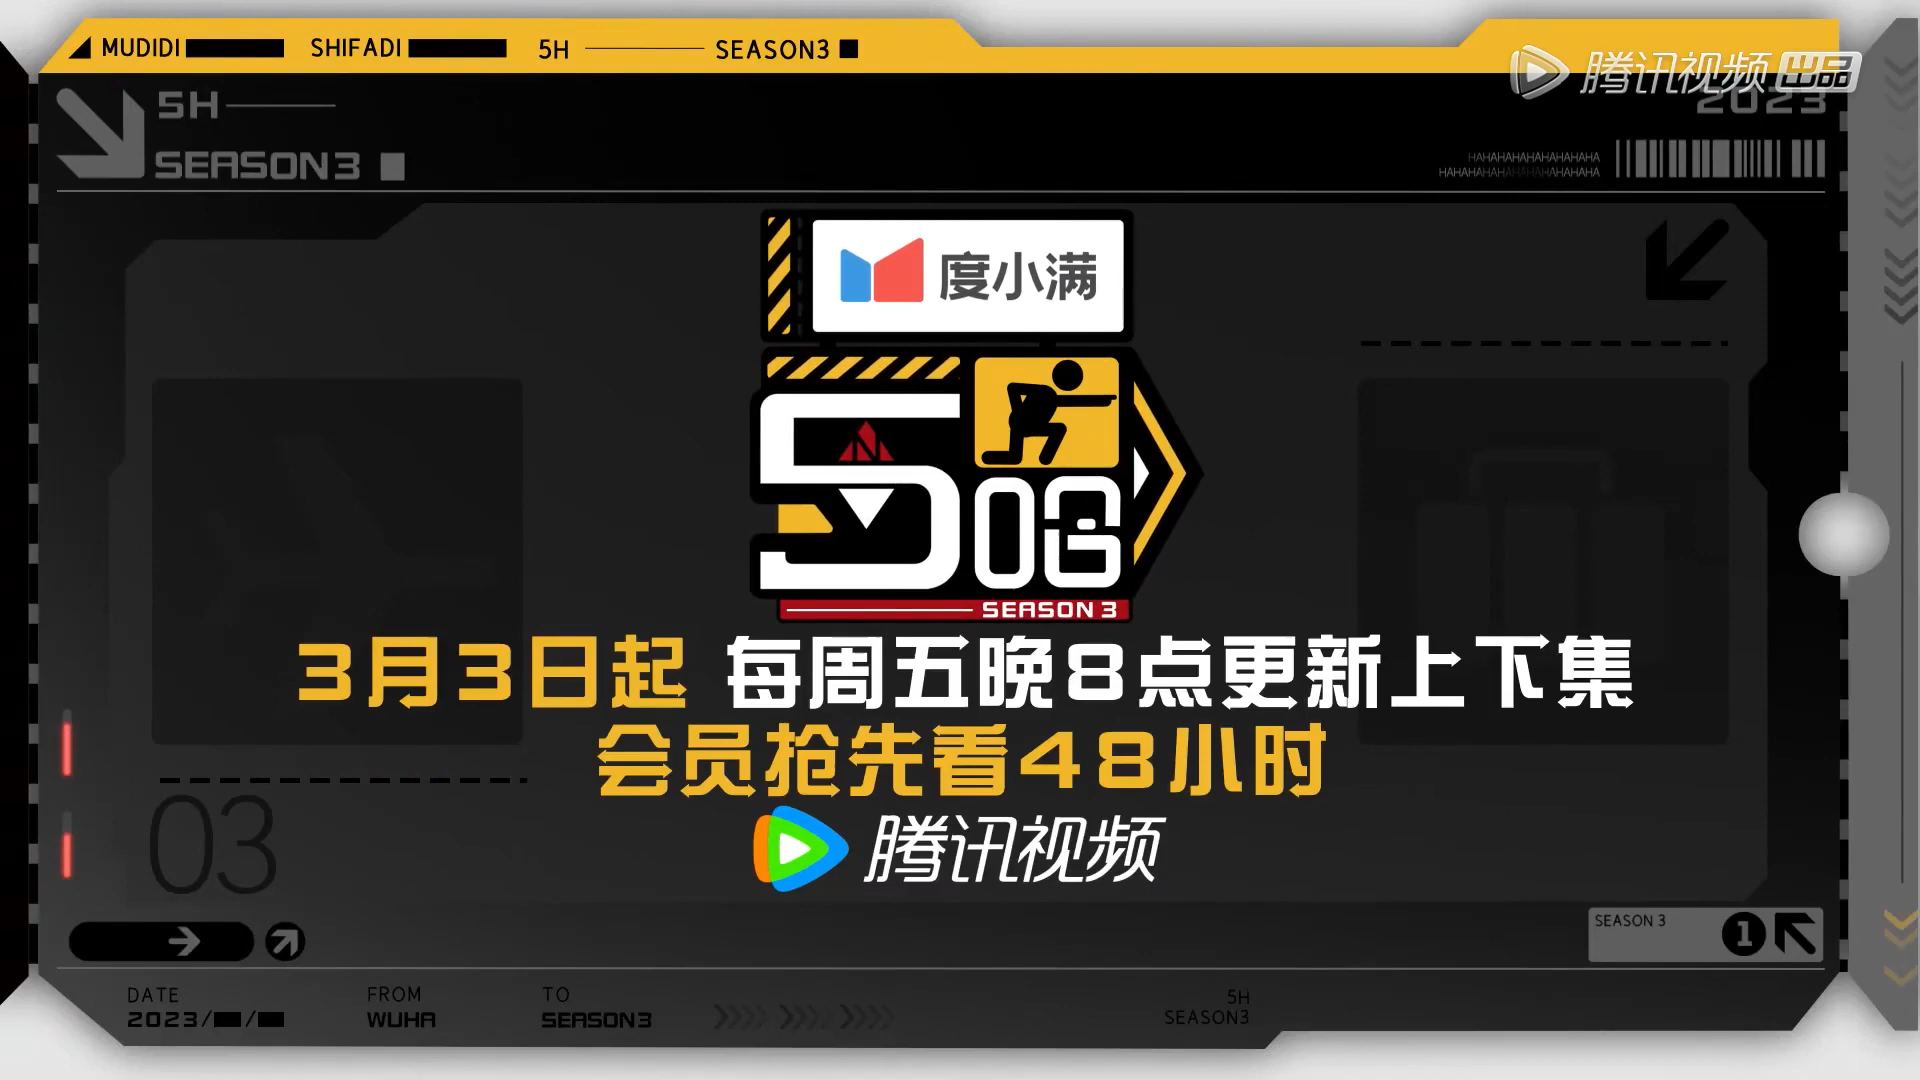 MUDIDI SHIFADI 5H SEASON3
腾讯视频 出品
5H
2023
SEASON3
HAHAHAHAHAHAHAHAHA
HAHAHAHAHAHAHAHAHAHAHA
度小满
SEASON 3
3月3日起 每周五晚8点更新上下集
会员抢先看48小时
腾讯视频
03
SEASON 3
1
DATE
2023/
FROM
WUHA
TO
SEASON3
5H
SEASON3